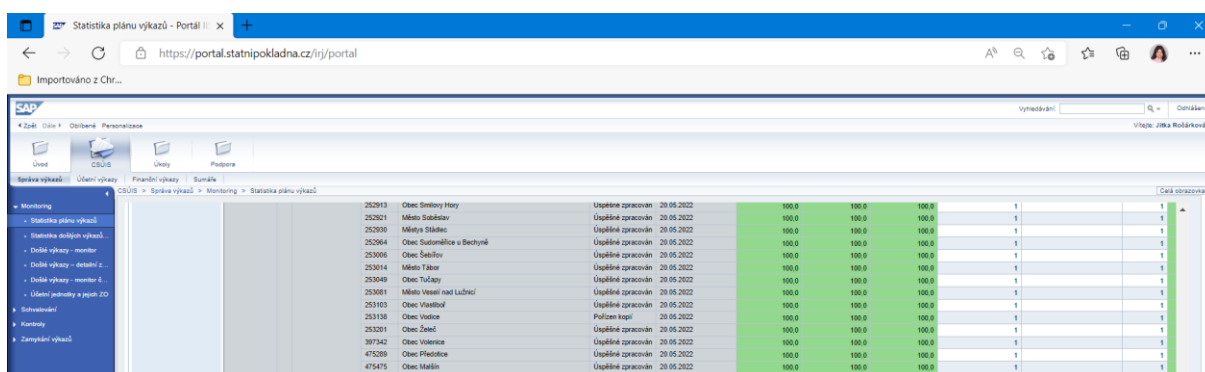 Statistika plánu výkazů - Portál II
https://portal.statnipokladna.cz/irj/portal
Importováno z Chr...
SAP
Vyhledávání:
Odhlášen
Zpět Dále Oblíbené Personalizace
Vítejte: Jitka Rošárková
Úvod CSÚIS Úkoly Podpora
Správa výkazů Účetní výkazy Finanční výkazy Sumáře
CSÚIS > Správa výkazů > Monitoring > Statistika plánu výkazů
Celá obrazovka
Monitoring
Statistika plánu výkazů
Statistika došlých výkazů...
Došlé výkazy - monitor
Došlé výkazy – detailní z...
Došlé výkazy - monitor č...
Účetní jednotky a jejich ZO
Schvalování
Kontroly
Zamykání výkazů
252913 Obec Smilovy Hory Úspěšně zpracován 20.05.2022 100,0 100,0 100,0 1 1
252921 Město Soběslav Úspěšně zpracován 20.05.2022 100,0 100,0 100,0 1 1
252930 Městys Stádlec Úspěšně zpracován 20.05.2022 100,0 100,0 100,0 1 1
252964 Obec Sudoměřice u Bechyně Úspěšně zpracován 20.05.2022 100,0 100,0 100,0 1 1
253006 Obec Šebířov Úspěšně zpracován 20.05.2022 100,0 100,0 100,0 1 1
253014 Město Tábor Úspěšně zpracován 20.05.2022 100,0 100,0 100,0 1 1
253049 Obec Tučapy Úspěšně zpracován 20.05.2022 100,0 100,0 100,0 1 1
253081 Město Veselí nad Lužnicí Úspěšně zpracován 20.05.2022 100,0 100,0 100,0 1 1
253103 Obec Vlastiboř Úspěšně zpracován 20.05.2022 100,0 100,0 100,0 1 1
253138 Obec Vodice Pořízen kopií 20.05.2022 100,0 100,0 100,0 1 1
253201 Obec Želeč Úspěšně zpracován 20.05.2022 100,0 100,0 100,0 1 1
397342 Obec Volenice Úspěšně zpracován 20.05.2022 100,0 100,0 100,0 1 1
475289 Obec Předotice Úspěšně zpracován 20.05.2022 100,0 100,0 100,0 1 1
475475 Obec Malšín Úspěšně zpracován 20.05.2022 100,0 100,0 100,0 1 1